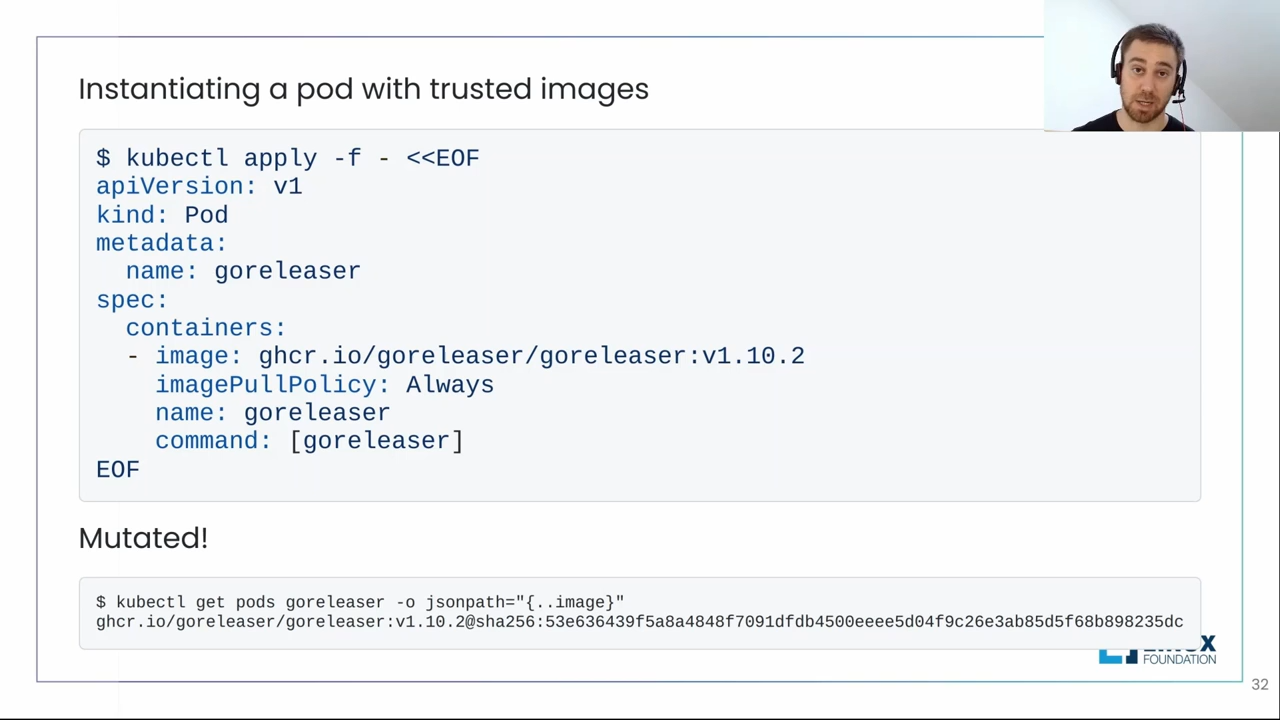 Instantiating a pod with trusted images
$ kubectl apply -f - <<EOF
apiVersion: v1
kind: Pod
metadata:
  name: goreleaser
spec:
  containers:
  - image: ghcr.io/goreleaser/goreleaser:v1.10.2
    imagePullPolicy: Always
    name: goreleaser
    command: [goreleaser]
EOF
Mutated!
$ kubectl get pods goreleaser -o jsonpath="{..image}"
ghcr.io/goreleaser/goreleaser:v1.10.2@sha256:53e636439f5a8a4848f7091dfdb4500eeee5d04f9c26e3ab85d5f68b898235dc
FOUNDATION
32